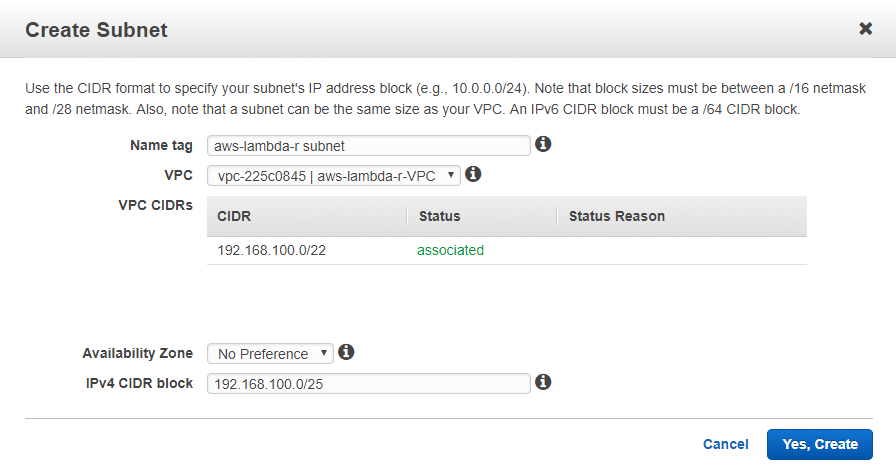 Create Subnet
Use the CIDR format to specify your subnet's IP address block (e.g., 10.0.0.0/24). Note that block sizes must be between a /16 netmask
and /28 netmask. Also, note that a subnet can be the same size as your VPC. An IPv6 CIDR block must be a /64 CIDR block.
Name tag aws-lambda-r subnet
VPC vpc-225c0845 | aws-lambda-r-VPC
VPC CIDRs CIDR Status Status Reason
192.168.100.0/22 associated
Availability Zone No Preference
IPv4 CIDR block 192.168.100.0/25
Cancel Yes, Create